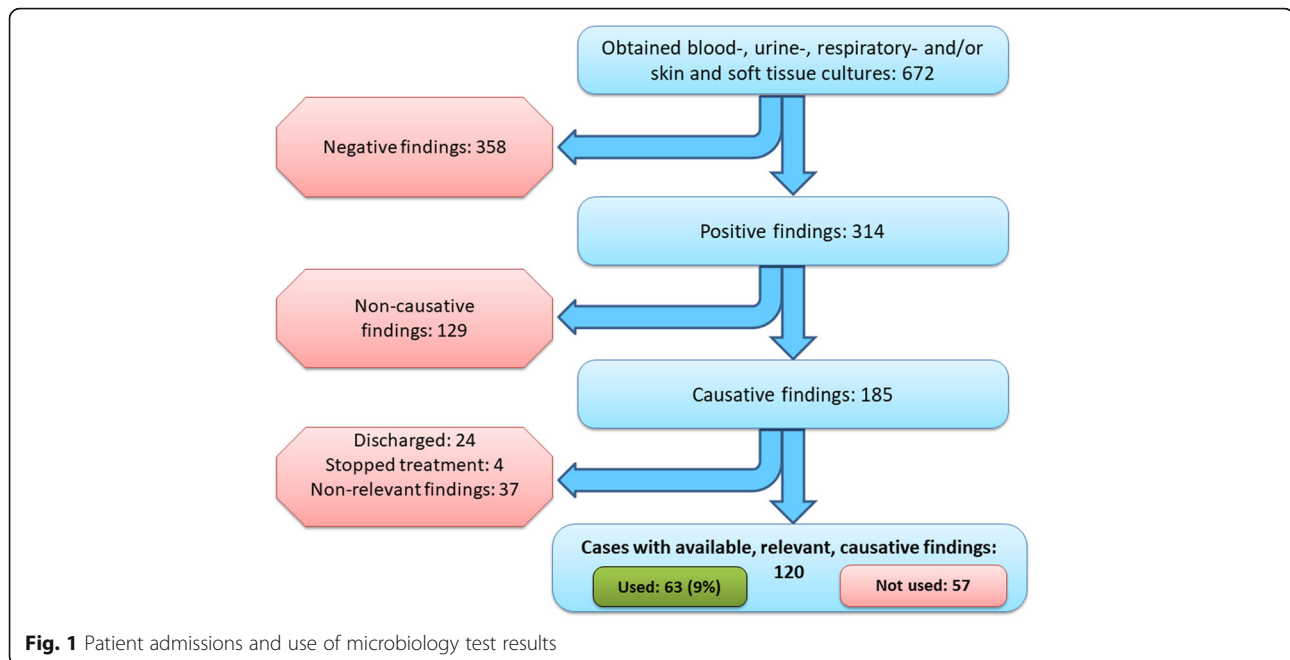 Obtained blood-, urine-, respiratory- and/or
skin and soft tissue cultures: 672
Negative findings: 358
Positive findings: 314
Non-causative
findings: 129
Causative findings: 185
Discharged: 24
Stopped treatment: 4
Non-relevant findings: 37
Cases with available, relevant, causative findings:
120
Used: 63 (9%)
Not used: 57
Fig. 1 Patient admissions and use of microbiology test results